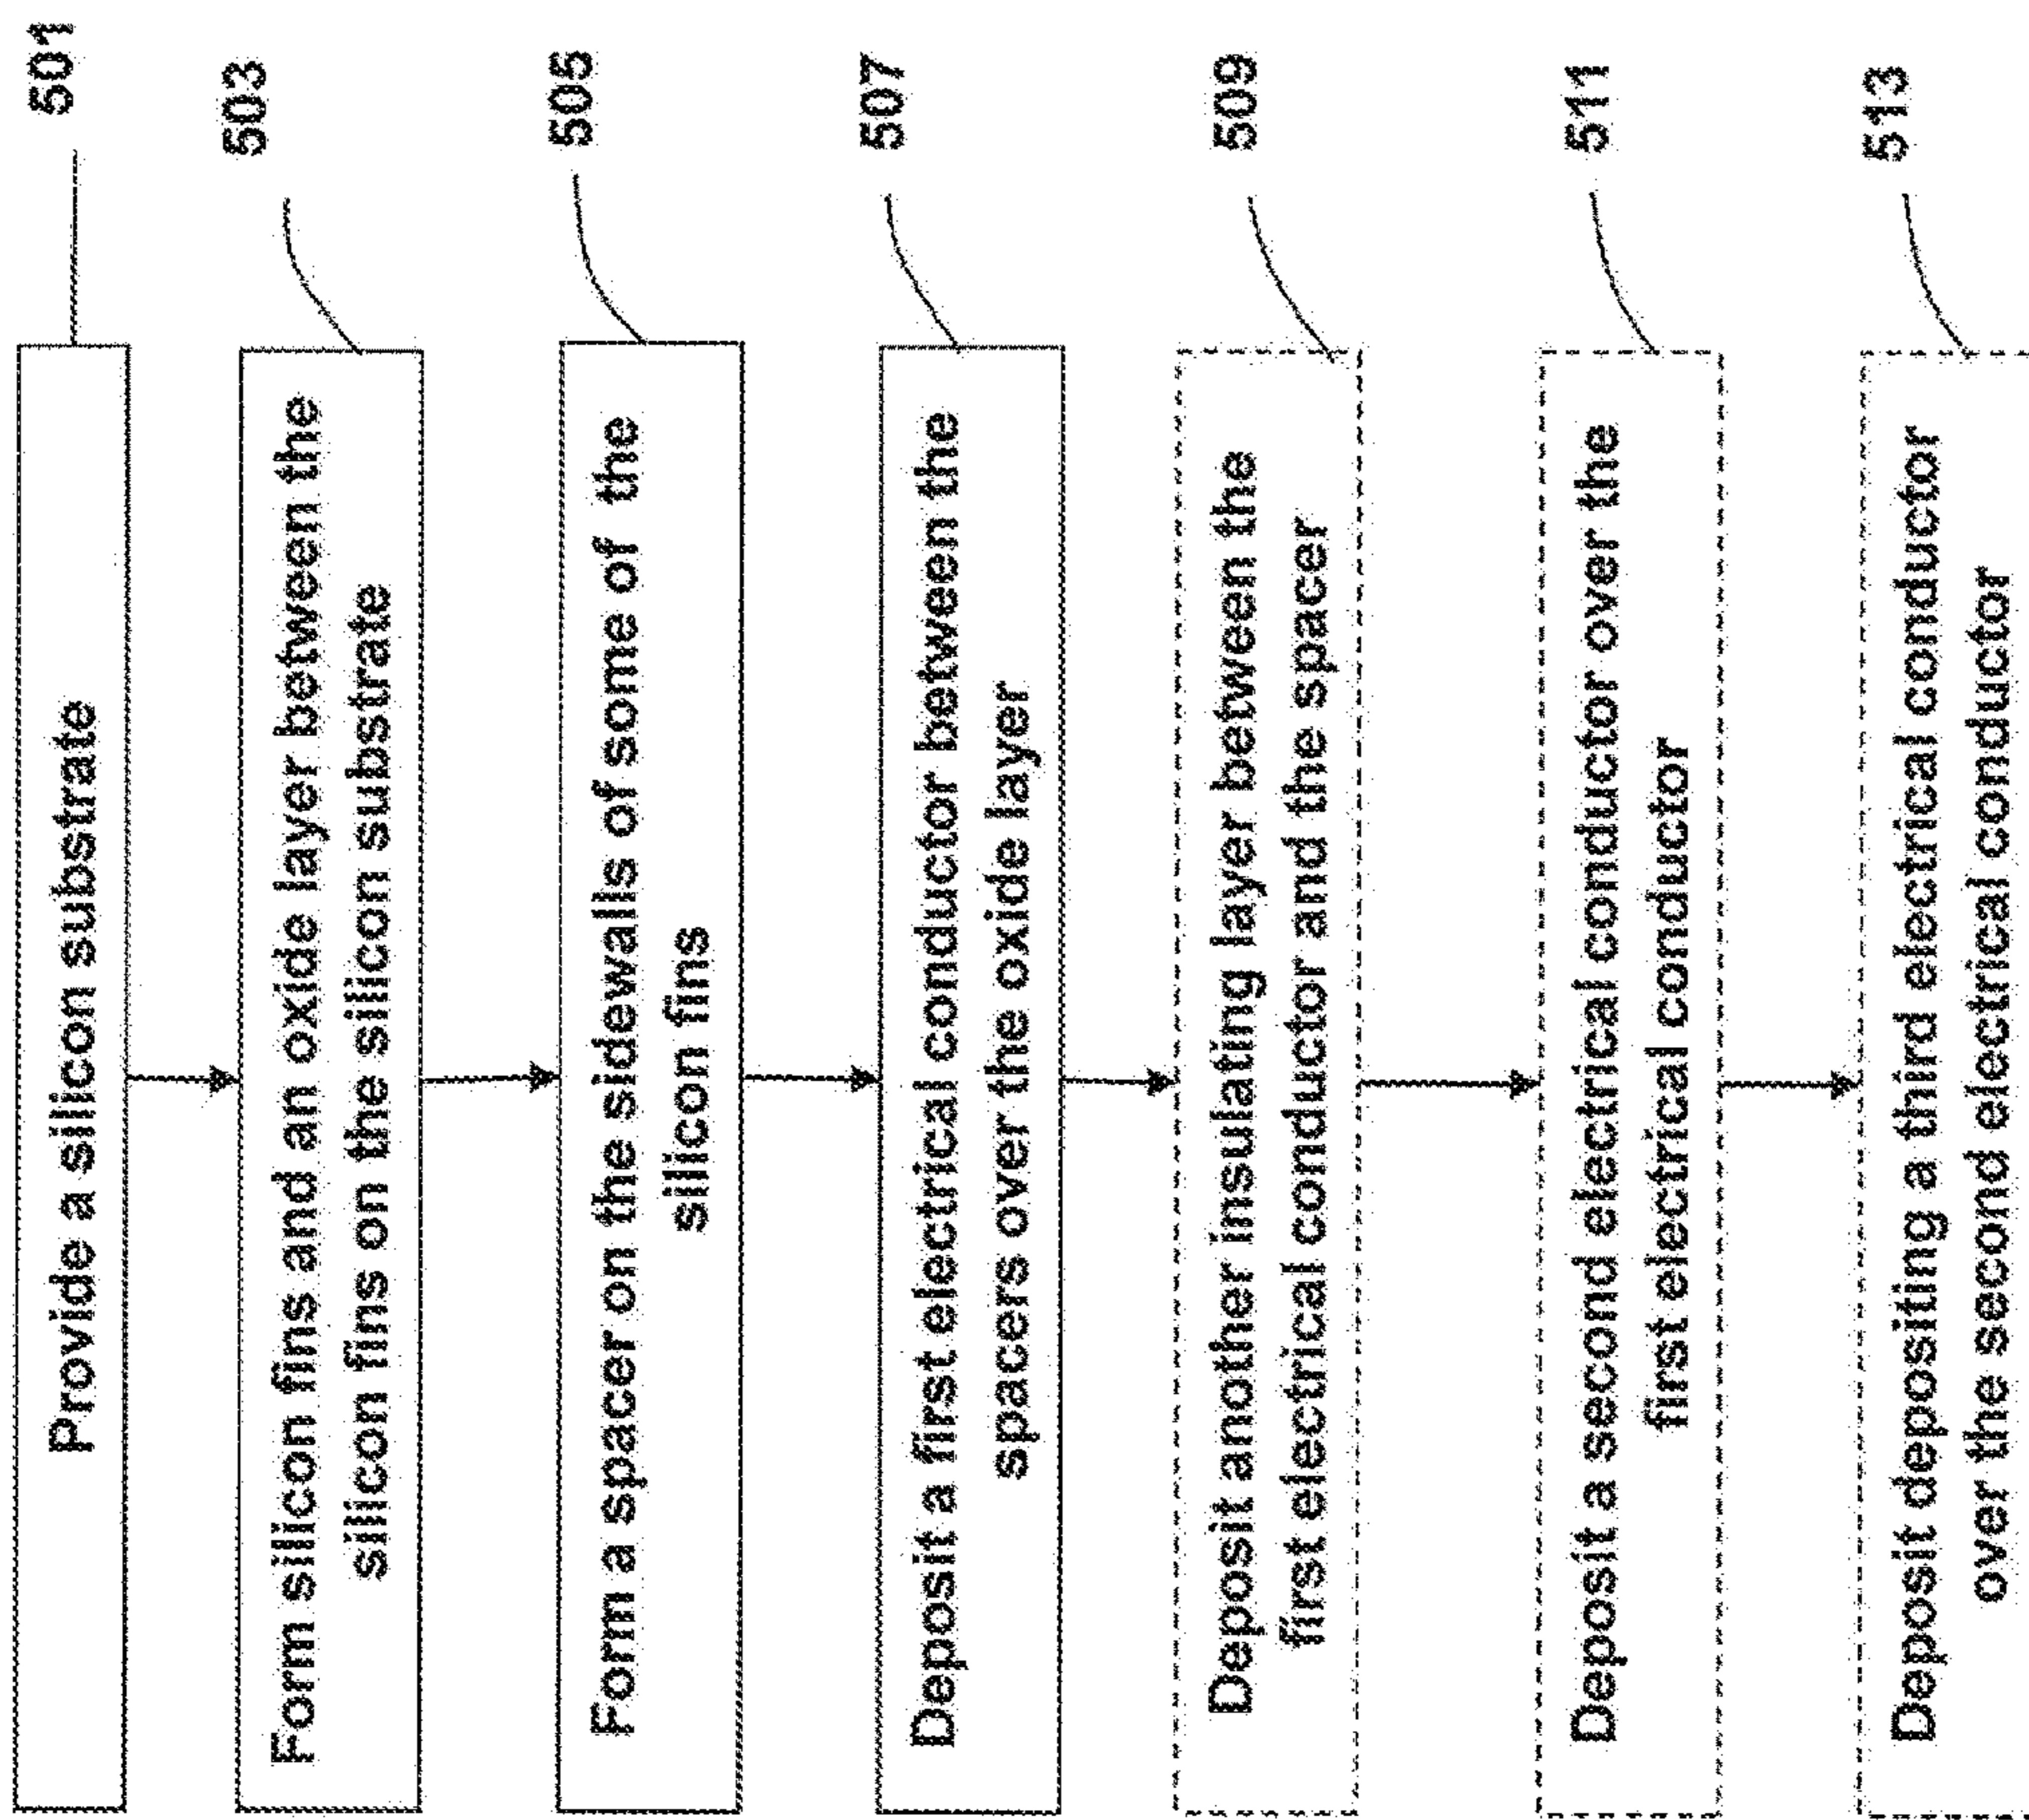 501
Provide a silicon substrate
503
Form silicon fins and an oxide layer between the
silicon fins on the silicon substrate
505
Form a spacer on the sidewalls of some of the
silicon fins
507
Deposit a first electrical conductor between the
spacers over the oxide layer
509
Deposit another insulating layer between the
first electrical conductor and the spacer
511
Deposit a second electrical conductor over the
first electrical conductor
513
Deposit depositing a third electrical conductor
over the second electrical conductor